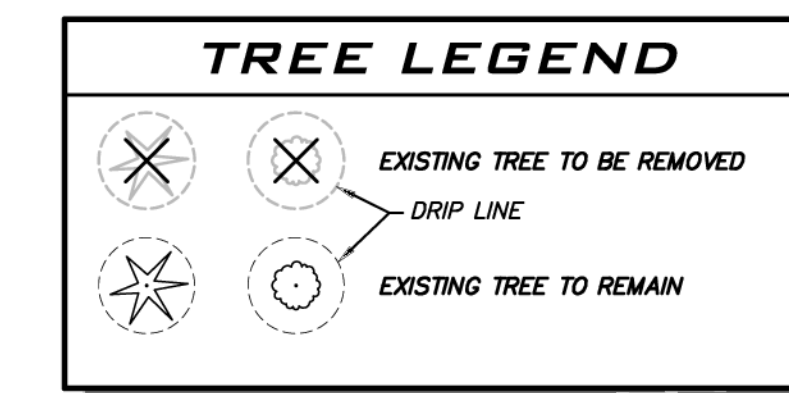 TREE LEGEND
EXISTING TREE TO BE REMOVED
DRIP LINE
EXISTING TREE TO REMAIN